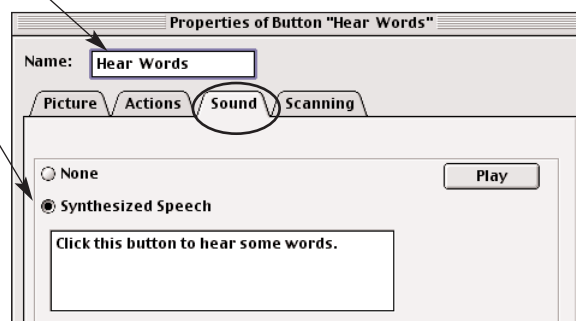 Properties of Button "Hear Words"
Name: Hear Words
Picture Actions Sound Scanning
None Play
Synthesized Speech
Click this button to hear some words.